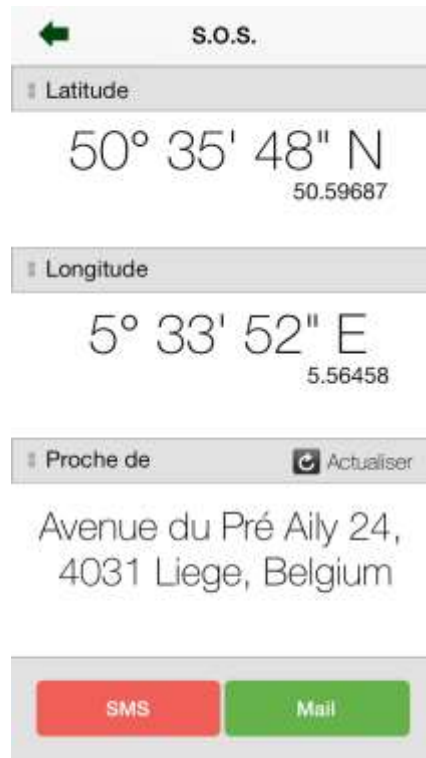 S.O.S.
Latitude
50° 35' 48" N
50.59687
Longitude
5° 33' 52" E
5.56458
Proche de
Actualiser
Avenue du Pré Aily 24,
4031 Liege, Belgium
SMS
Mail